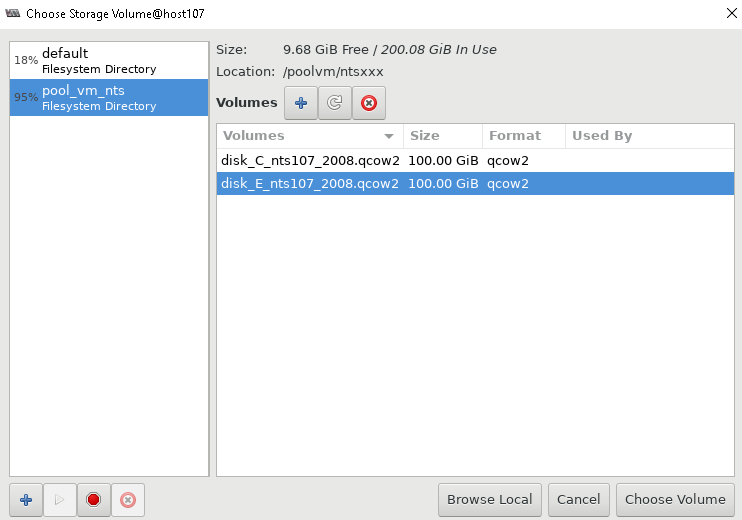 Choose Storage Volume@host107
18% default
Filesystem Directory
95% pool_vm_nts
Filesystem Directory
Size: 9.68 GiB Free / 200.08 GiB In Use
Location: /poolvm/ntsxxx
Volumes
Volumes Size Format Used By
disk_C_nts107_2008.qcow2 100.00 GiB qcow2
disk_E_nts107_2008.qcow2 100.00 GiB qcow2
Browse Local Cancel Choose Volume